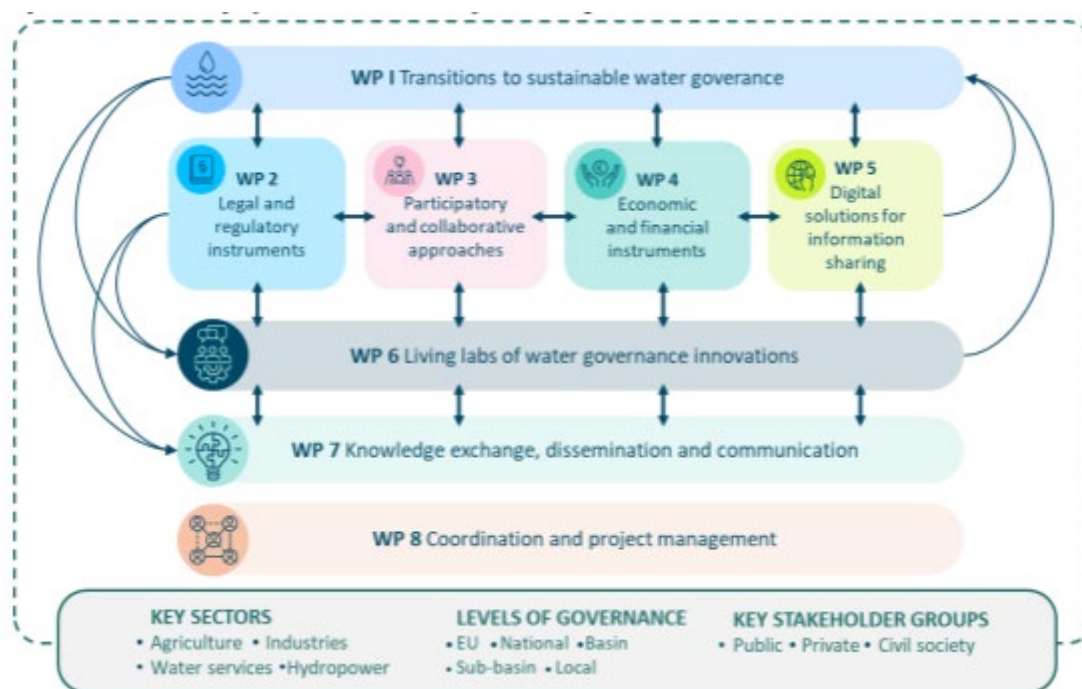 WP I Transitions to sustainable water goverance
WP 2
Legal and
regulatory
instruments
WP 3
Participatory
and collaborative
approaches
WP 4
Economic
and financial
instruments
WP 5
Digital
solutions for
information
sharing
WP 6 Living labs of water governance innovations
WP 7 Knowledge exchange, dissemination and communication
WP 8 Coordination and project management
KEY SECTORS
• Agriculture • Industries
• Water services •Hydropower
LEVELS OF GOVERNANCE
•EU •National •Basin
•Sub-basin •Local
KEY STAKEHOLDER GROUPS
• Public • Private • Civil society